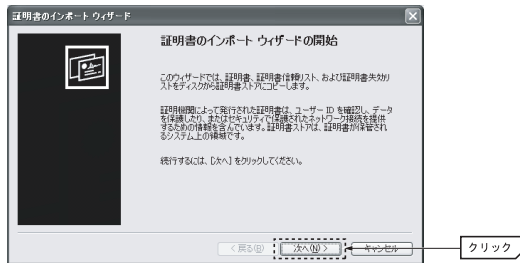 証明書のインポート ウィザード
証明書のインポート ウィザードの開始
このウィザードでは、証明書、証明書信頼リスト、および証明書失効リ
ストをディスクから証明書ストアにコピーします。
証明機関によって発行された証明書は、ユーザー ID を確認し、データ
を保護したり、またはセキュリティで保護されたネットワーク接続を提供
するための情報を含んでいます。証明書ストアは、証明書が保管され
るシステム上の領域です。
続行するには、[次へ] をクリックしてください。
< 戻る(B) 次へ(N) > キャンセル クリック